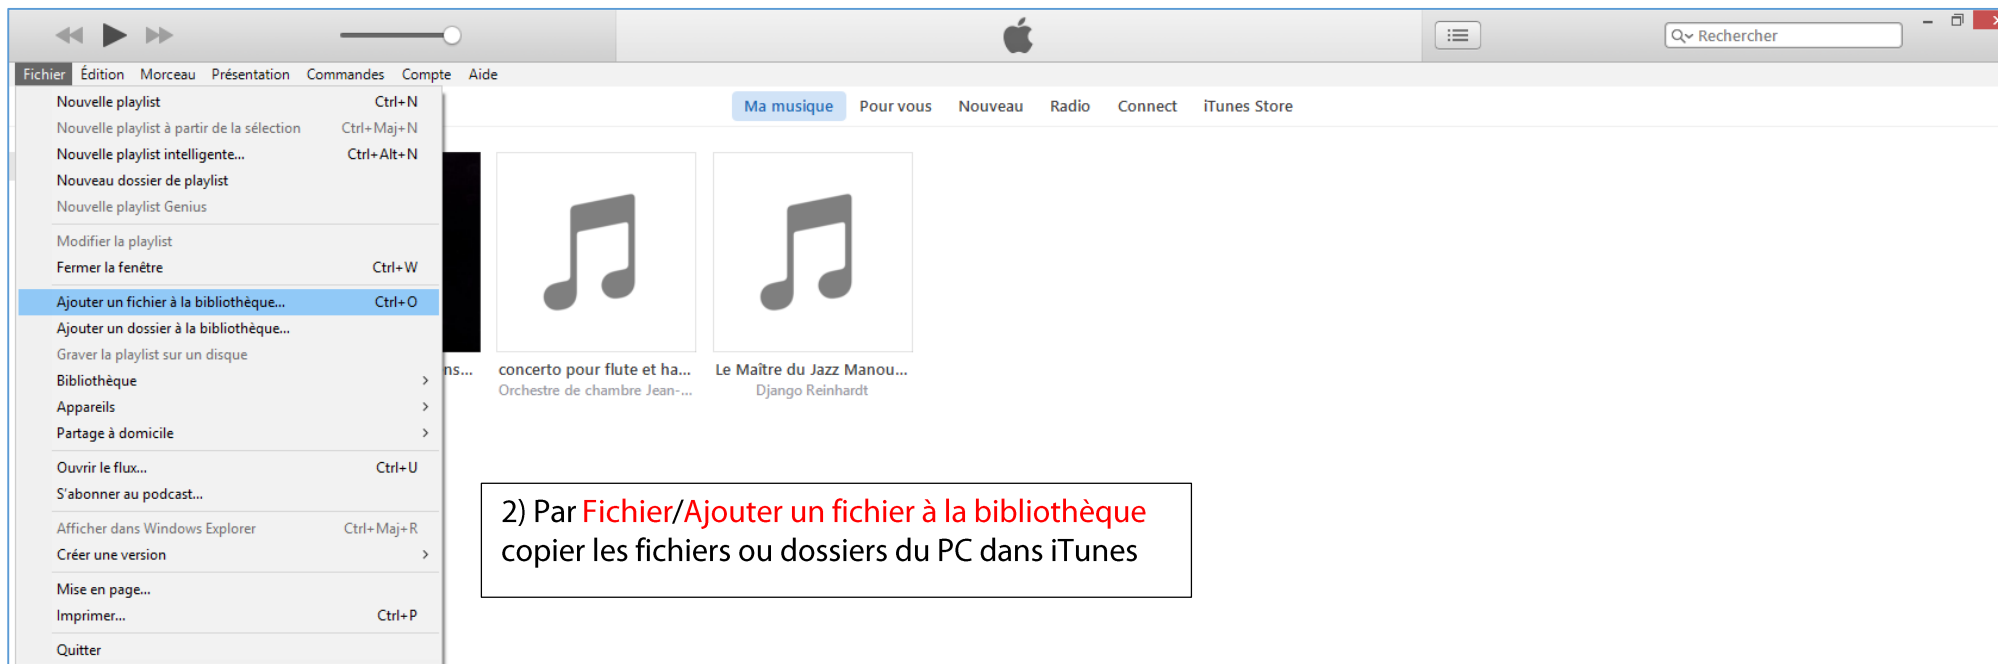 Rechercher
Fichier Édition Morceau Présentation Commandes Compte Aide
Nouvelle playlist Ctrl+N
Nouvelle playlist à partir de la sélection Ctrl+Maj+N
Nouvelle playlist intelligente... Ctrl+Alt+N
Nouveau dossier de playlist
Nouvelle playlist Genius
Modifier la playlist
Fermer la fenêtre Ctrl+W
Ajouter un fichier à la bibliothèque... Ctrl+O
Ajouter un dossier à la bibliothèque...
Graver la playlist sur un disque
Bibliothèque
Appareils
Partage à domicile
Ouvrir le flux... Ctrl+U
S'abonner au podcast...
Afficher dans Windows Explorer Ctrl+Maj+R
Créer une version
Mise en page...
Imprimer... Ctrl+P
Quitter
Ma musique Pour vous Nouveau Radio Connect iTunes Store
ns...
concerto pour flute et ha...
Orchestre de chambre Jean-...
Le Maître du Jazz Manou...
Django Reinhardt
2) Par Fichier/Ajouter un fichier à la bibliothèque
copier les fichiers ou dossiers du PC dans iTunes